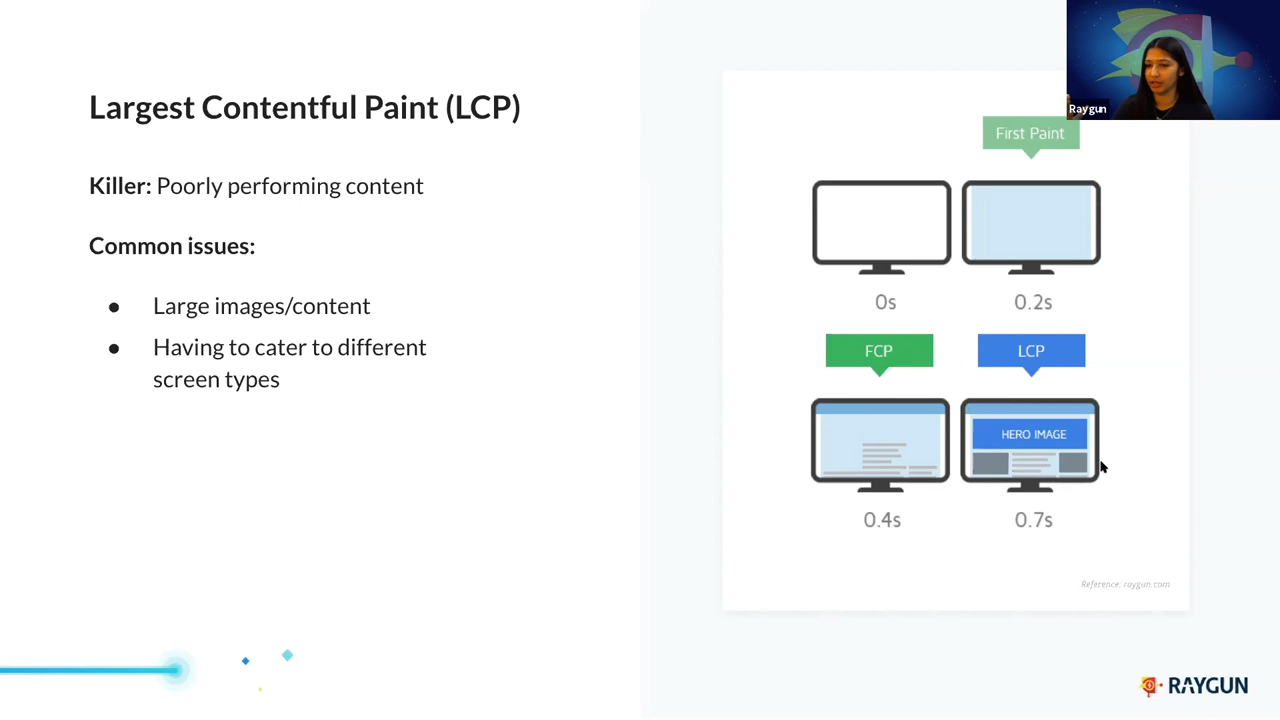 Largest Contentful Paint (LCP)
Killer: Poorly performing content
Common issues:
● Large images/content
● Having to cater to different
screen types
Raygun
First Paint
0s
0.2s
FCP
LCP
HERO IMAGE
0.4s
0.7s
Reference: raygun.com
RAYGUN